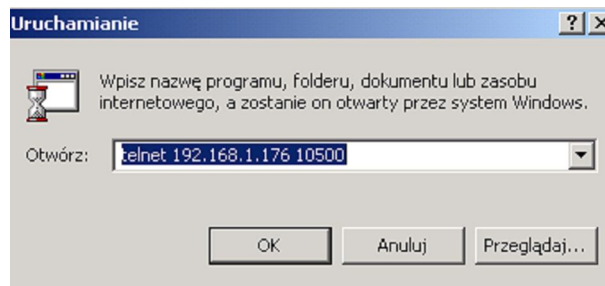 Uruchamianie
Wpisz nazwę programu, folderu, dokumentu lub zasobu
internetowego, a zostanie on otwarty przez system Windows.
Otwórz: telnet 192.168.1.176 10500
OK Anuluj Przeglądaj...